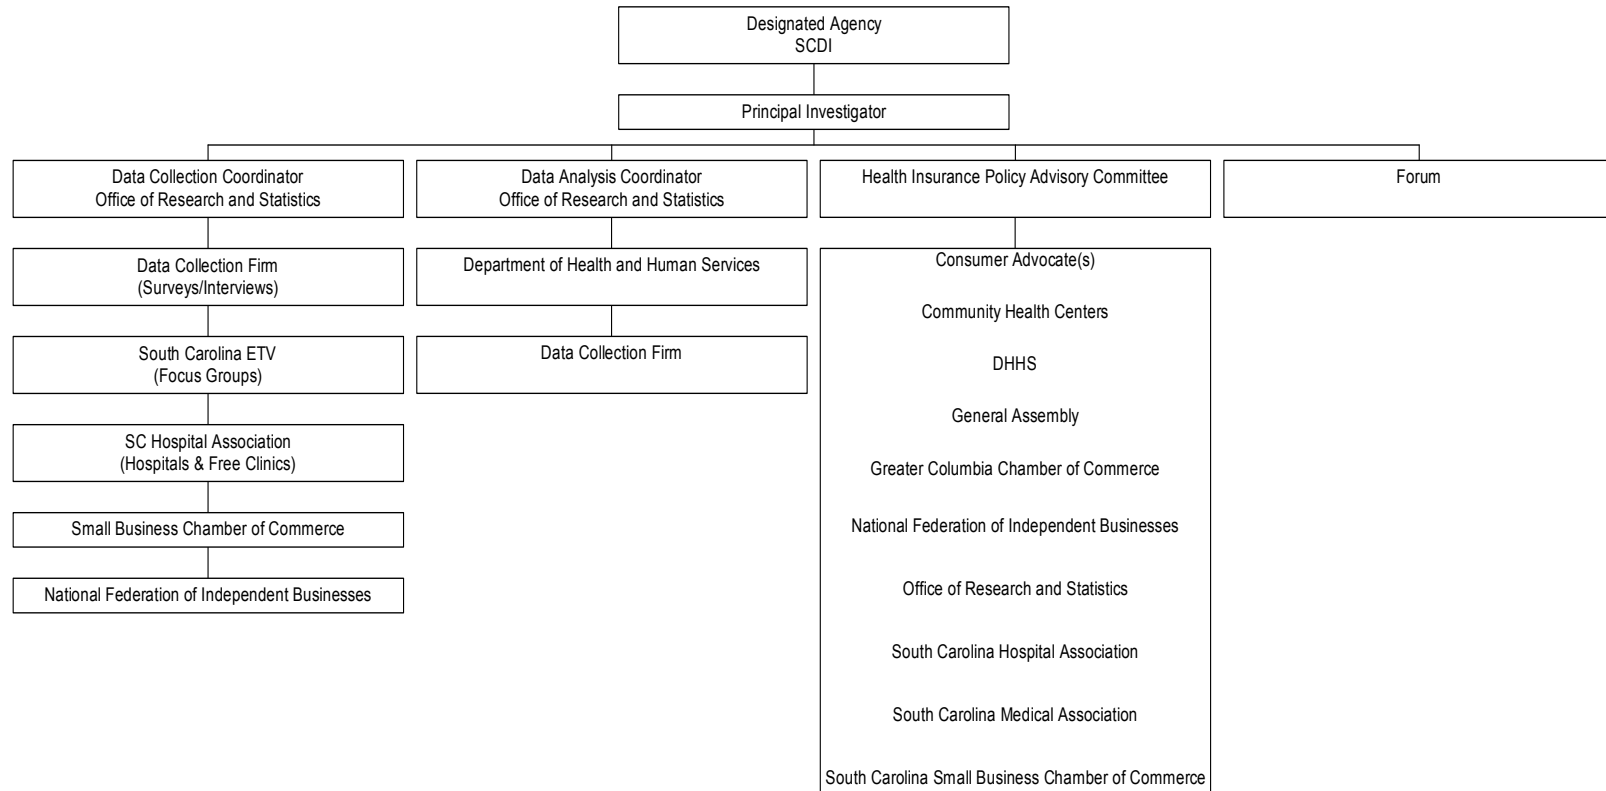 Designated Agency
SCDI
Principal Investigator
Data Collection Coordinator
Office of Research and Statistics
Data Analysis Coordinator
Office of Research and Statistics
Health Insurance Policy Advisory Committee
Forum
Data Collection Firm
(Surveys/Interviews)
South Carolina ETV
(Focus Groups)
SC Hospital Association
(Hospitals & Free Clinics)
Small Business Chamber of Commerce
National Federation of Independent Businesses
Department of Health and Human Services
Data Collection Firm
Consumer Advocate(s)
Community Health Centers
DHHS
General Assembly
Greater Columbia Chamber of Commerce
National Federation of Independent Businesses
Office of Research and Statistics
South Carolina Hospital Association
South Carolina Medical Association
South Carolina Small Business Chamber of Commerce